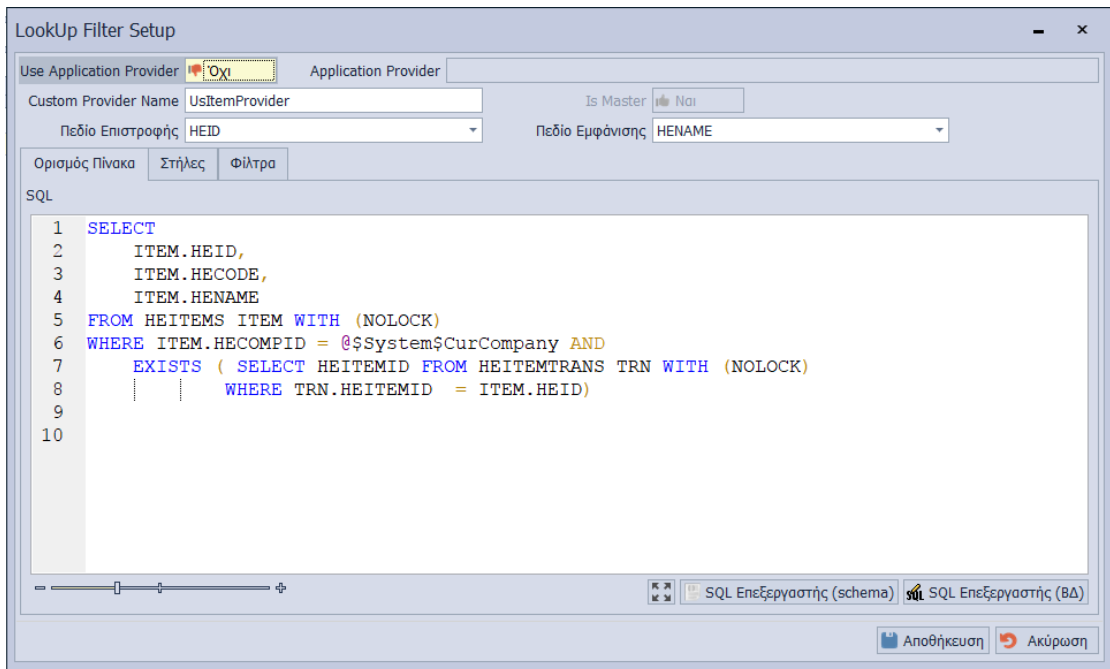 LookUp Filter Setup
Use Application Provider Όχι Application Provider
Custom Provider Name UsItemProvider Is Master Ναι
Πεδίο Επιστροφής HEID Πεδίο Εμφάνισης HENAME
Ορισμός Πίνακα Στήλες Φίλτρα
SQL
1 SELECT
2 ITEM.HEID,
3 ITEM.HECODE,
4 ITEM.HENAME
5 FROM HEITEMS ITEM WITH (NOLOCK)
6 WHERE ITEM.HECOMPID = @$System$CurCompany AND
7 EXISTS ( SELECT HEITEMID FROM HEITEMTRANS TRN WITH (NOLOCK)
8 WHERE TRN.HEITEMID = ITEM.HEID)
9
10
SQL Επεξεργαστής (schema) SQL Επεξεργαστής (ΒΔ)
Αποθήκευση Ακύρωση